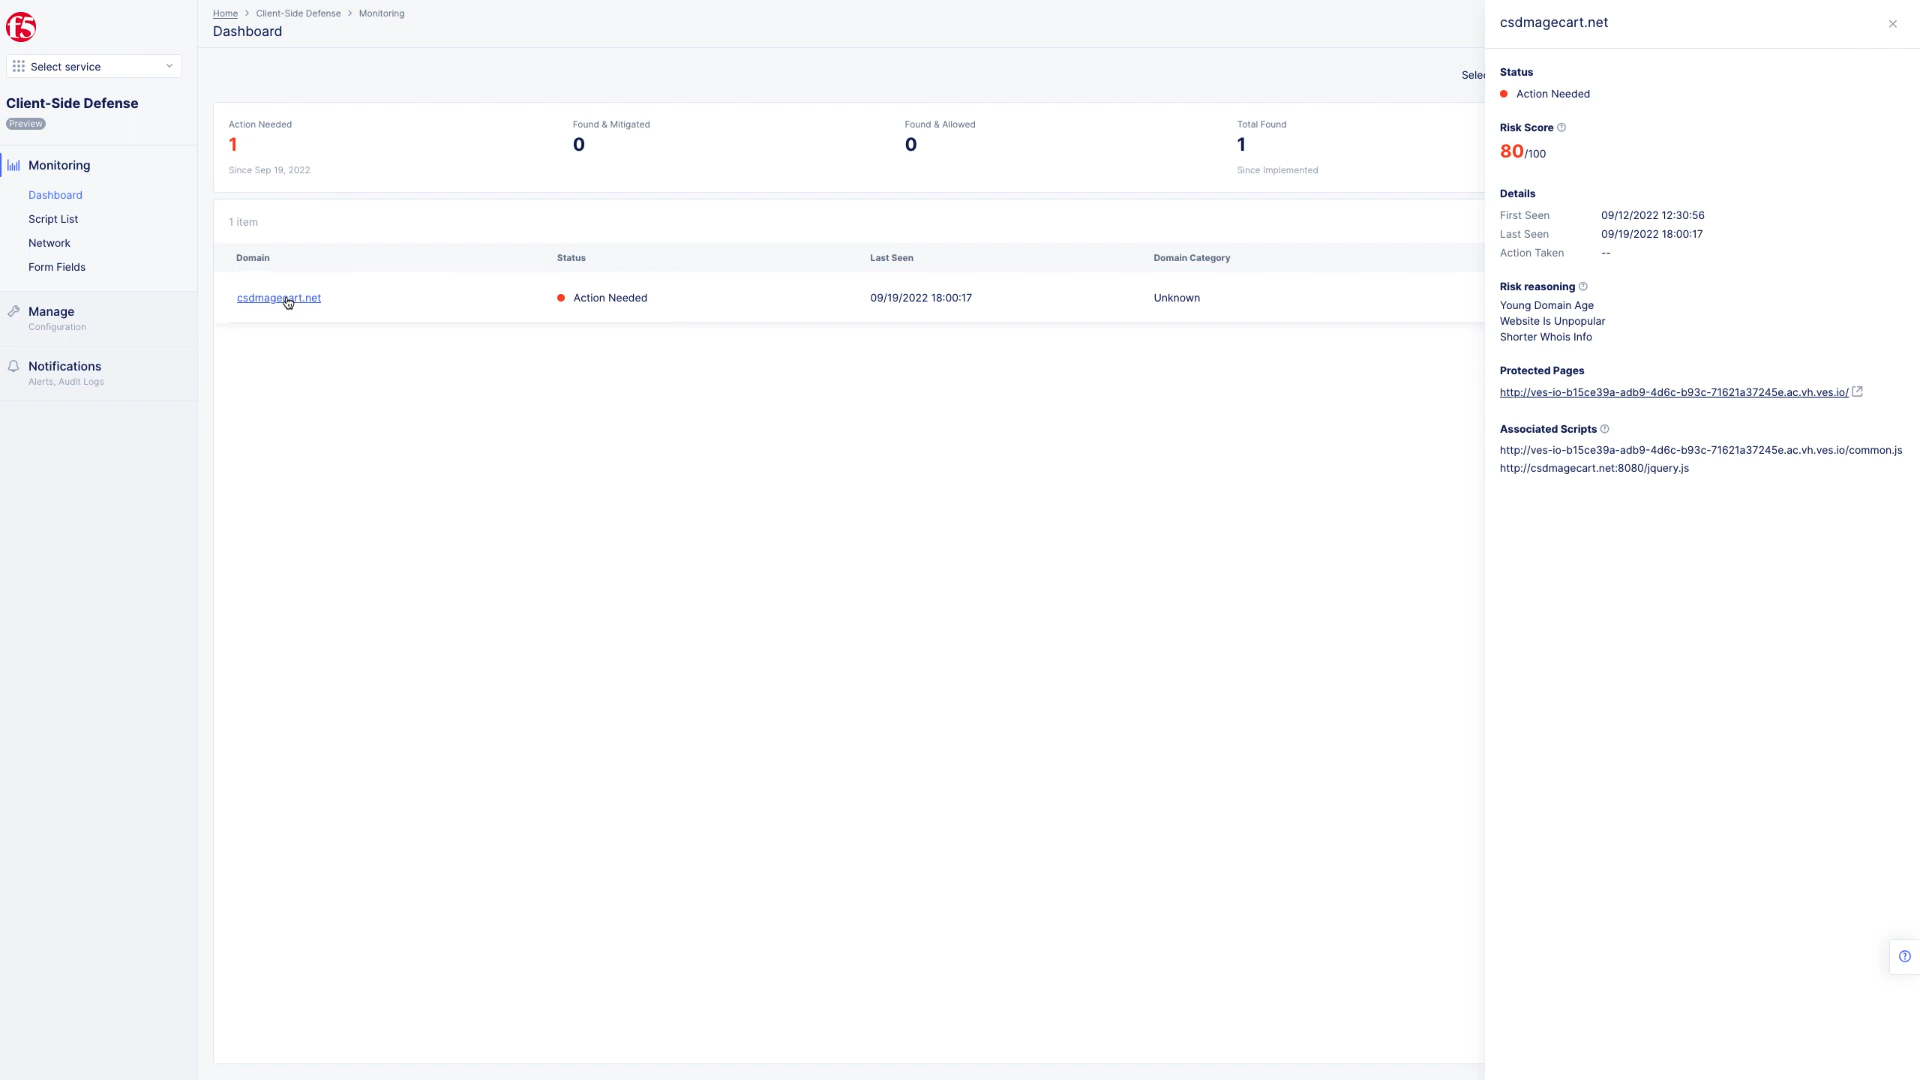 f5
Select service
Client-Side Defense
Preview
Monitoring
Dashboard
Script List
Network
Form Fields
Manage
Configuration
Notifications
Alerts, Audit Logs
Home > Client-Side Defense > Monitoring
Dashboard
Action Needed
1
Since Sep 19, 2022
Found & Mitigated
0
Found & Allowed
0
Total Found
1
Since Implemented
1 item
Domain Status Last Seen Domain Category
csdmagecart.net Action Needed 09/19/2022 18:00:17 Unknown
csdmagecart.net
Status
Action Needed
Risk Score
80/100
Details
First Seen 09/12/2022 12:30:56
Last Seen 09/19/2022 18:00:17
Action Taken --
Risk reasoning
Young Domain Age
Website Is Unpopular
Shorter Whois Info
Protected Pages
http://ves-io-b15ce39a-adb9-4d6c-b93c-71621a37245e.ac.vh.ves.io/
Associated Scripts
http://ves-io-b15ce39a-adb9-4d6c-b93c-71621a37245e.ac.vh.ves.io/common.js
http://csdmagecart.net:8080/jquery.js